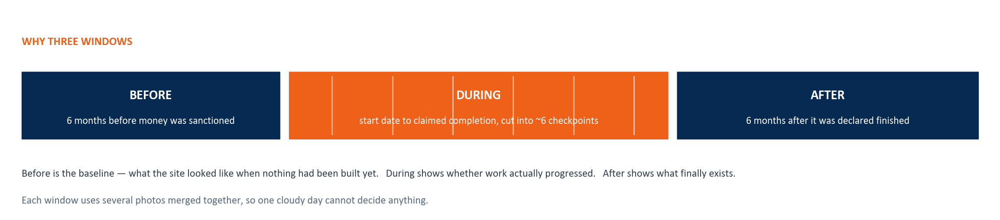 WHY THREE WINDOWS
BEFORE
6 months before money was sanctioned
DURING
start date to claimed completion, cut into ~6 checkpoints
AFTER
6 months after it was declared finished
Before is the baseline — what the site looked like when nothing had been built yet.   During shows whether work actually progressed.   After shows what finally exists.
Each window uses several photos merged together, so one cloudy day cannot decide anything.